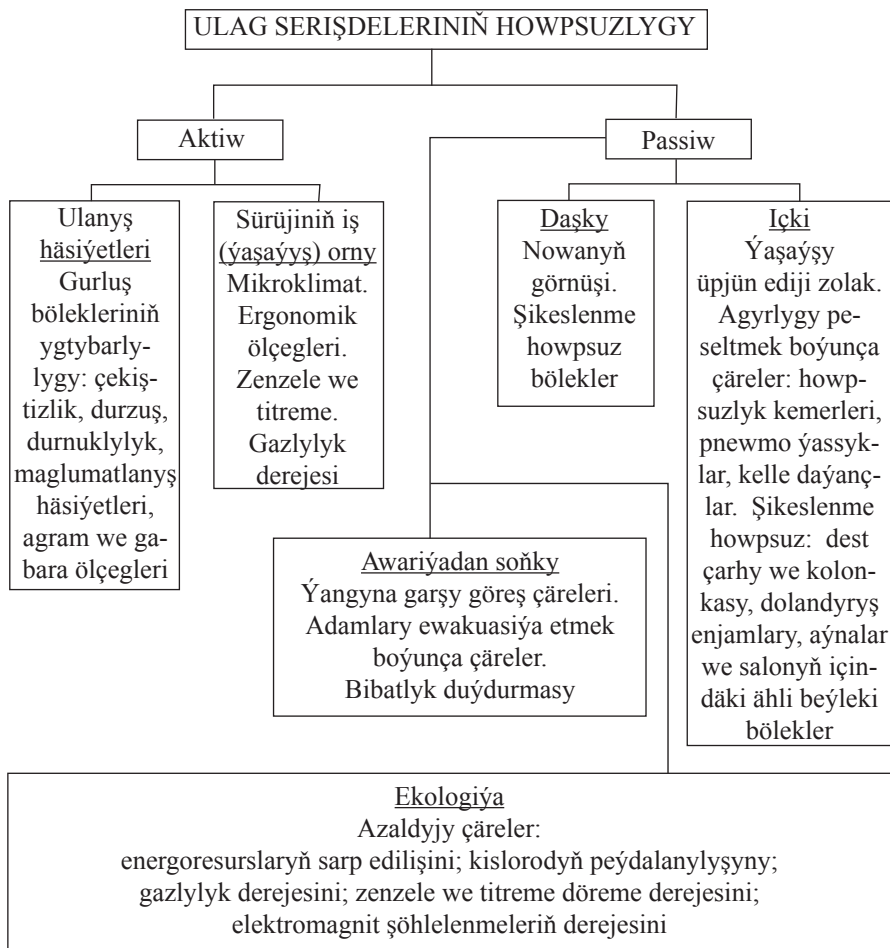 ULAG SERIŞDELERINIŇ HOWPSUZLYGY
Aktiw
Passiw
Ulanyş
häsiýetleri
Gurluş
bölekleriniň
ygtybarly-
lygy: çekiş-
tizlik, durzuş,
durnuklylyk,
maglumatlanyş
häsiýetleri,
agram we ga-
bara ölçegleri
Sürüjiniň iş
(ýaşaýyş) orny
Mikroklimat.
Ergonomik
ölçegleri.
Zenzele we
titreme.
Gazlylyk
derejesi
Daşky
Nowanyň
görnüşi.
Şikeslenme
howpsuz
bölekler
Içki
Ýaşaýşy
üpjün ediji zolak.
Agyrlygy pe-
seltmek boýunça
çäreler: howp-
suzlyk kemerleri,
pnewmo ýassyk-
lar, kelle daýanç-
lar. Şikeslenme
howpsuz: dest
çarhy we kolon-
kasy, dolandyryş
enjamlary, aýnalar
we salonyň için-
däki ähli beýleki
bölekler
Awariýadan soňky
Ýangyna garşy göreş çäreleri.
Adamlary ewakuasiýa etmek
boýunça çäreler.
Bibatlyk duýdurmasy
Ekologiýa
Azaldyjy çäreler:
energoresurslaryň sarp edilişini; kislorodyň peýdalanylyşyny;
gazlylyk derejesini; zenzele we titreme döreme derejesini;
elektromagnit şöhlelenmeleriň derejesini